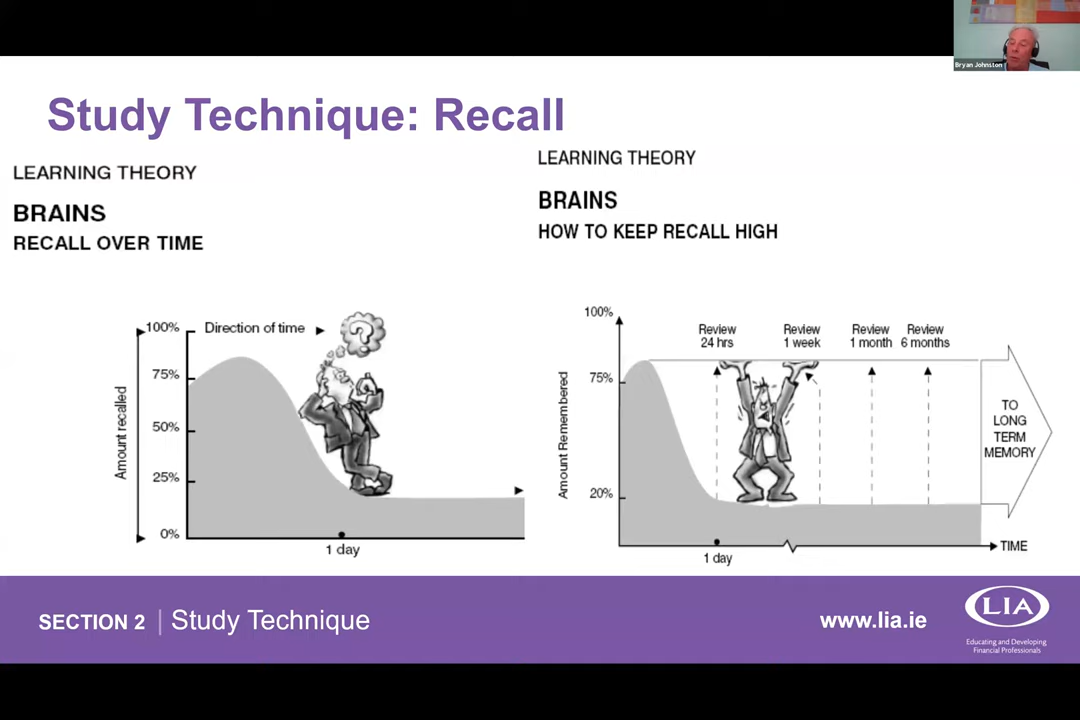 Bryan Johnston
Study Technique: Recall
LEARNING THEORY
BRAINS
RECALL OVER TIME
100%
75%
50%
25%
0%
Amount recalled
Direction of time
?
1 day
LEARNING THEORY
BRAINS
HOW TO KEEP RECALL HIGH
100%
75%
20%
Amount Remembered
Review
24 hrs
Review
1 week
Review
1 month
Review
6 months
TO
LONG
TERM
MEMORY
TIME
1 day
SECTION 2 | Study Technique
www.lia.ie
LIA
Educating and Developing
Financial Professionals